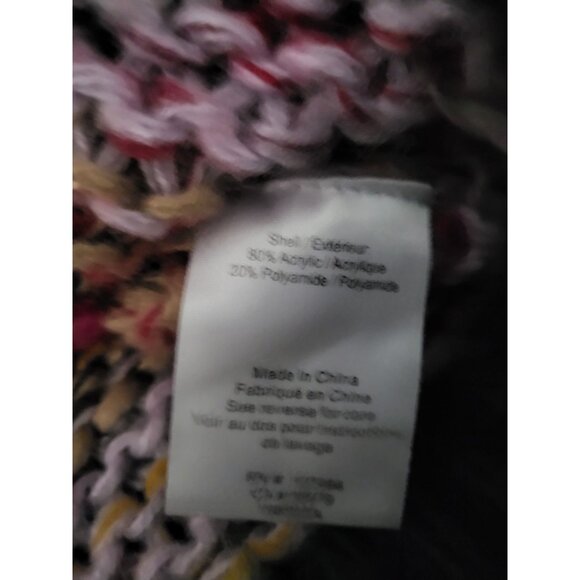 Shell / Extérieur
80% Acrylic / Acrylique
20% Polyamide / Polyamide
Made in China
Fabriqué en Chine
See reverse for care
Voir au dos pour instructions
de lavage
RN #